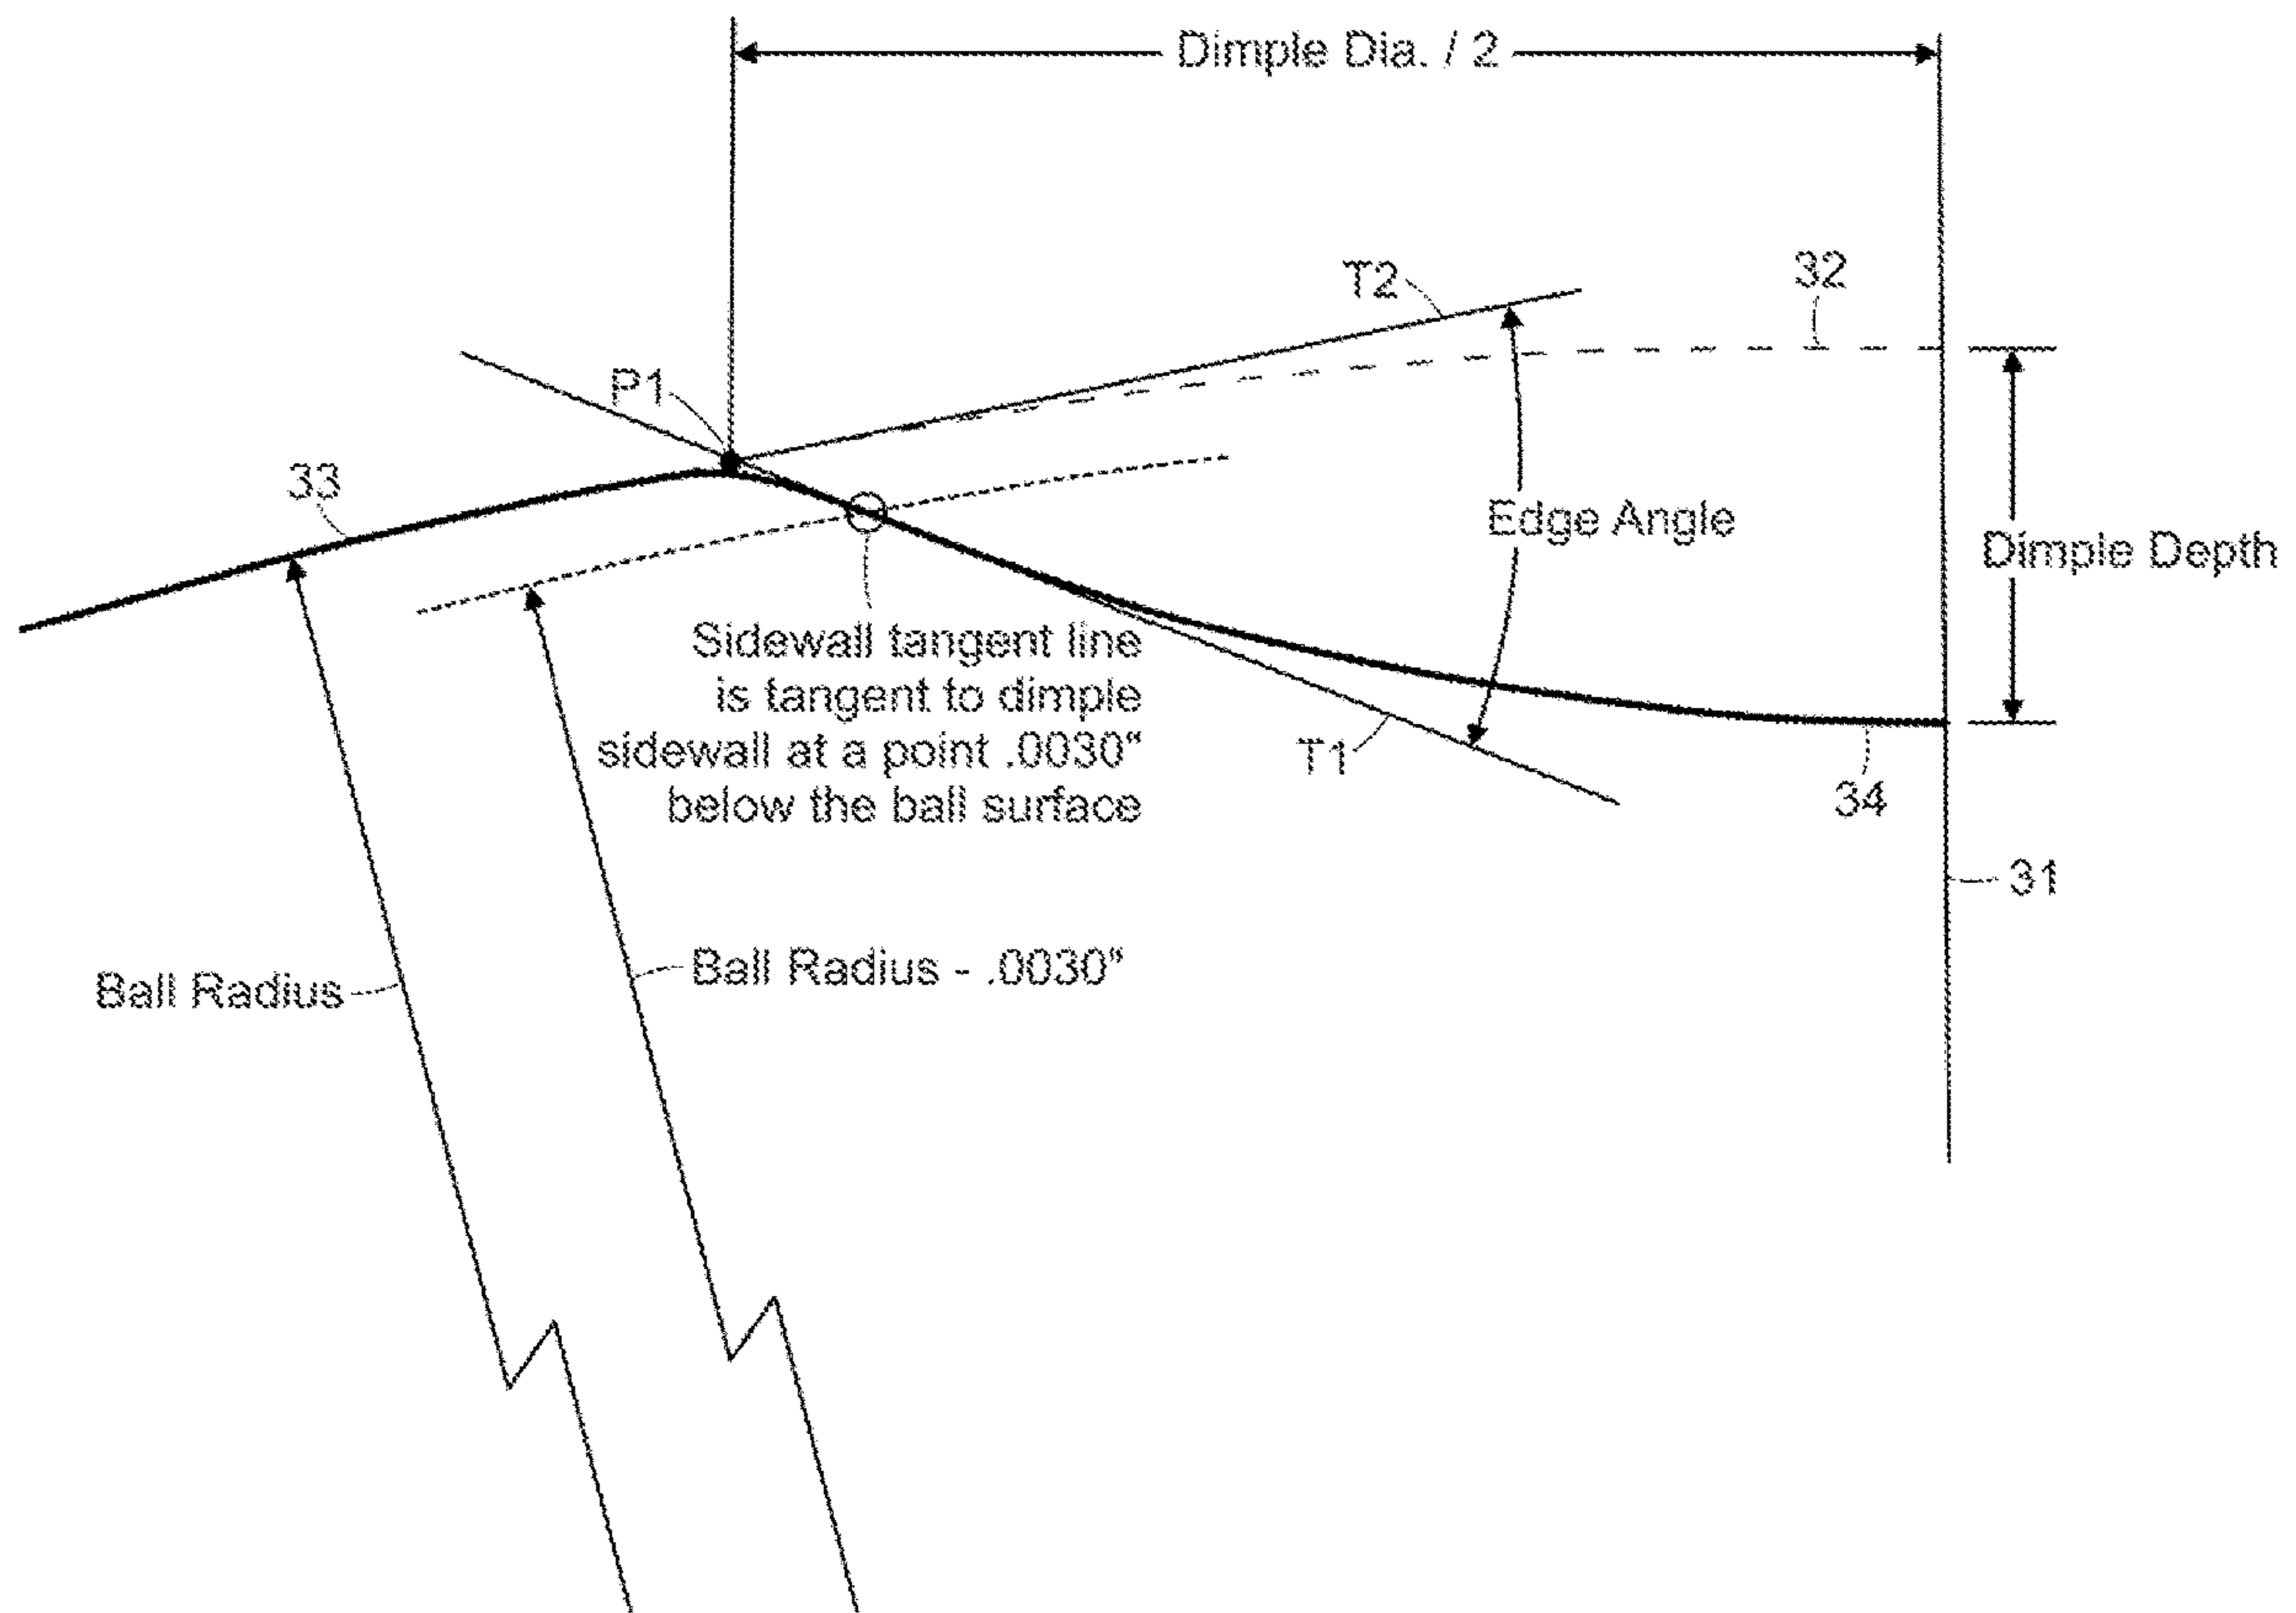 Dimple Dia. / 2
T2
32
P1
33
Edge Angle
Dimple Depth
Sidewall tangent line
is tangent to dimple
sidewall at a point .0030"
below the ball surface
T1
34
31
Ball Radius
Ball Radius - .0030"